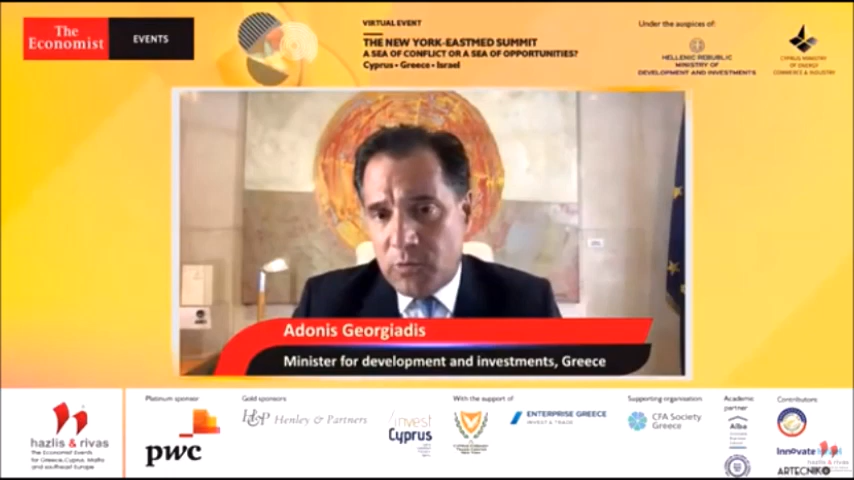 The
Economist
EVENTS
VIRTUAL EVENT
THE NEW YORK-EASTMED SUMMIT
A SEA OF CONFLICT OR A SEA OF OPPORTUNITIES?
Cyprus • Greece • Israel
Under the auspices of:
HELLENIC REPUBLIC
MINISTRY OF
DEVELOPMENT AND INVESTMENTS
CYPRUS MINISTRY
OF ENERGY
COMMERCE & INDUSTRY
Adonis Georgiadis
Minister for development and investments, Greece
hazlis & rivas
The Economist Events
for Greece, Cyprus, Malta
and southeast Europe
Platinum sponsor
pwc
Gold sponsors
H&P Henley & Partners
invest
Cyprus
With the support of
ENTERPRISE GREECE
INVEST & TRADE
Supporting organisation
CFA Society
Greece
Academic
partner
Alba
Contributors
Innovate Israel
ARTECNIKO
hazlis & rivas